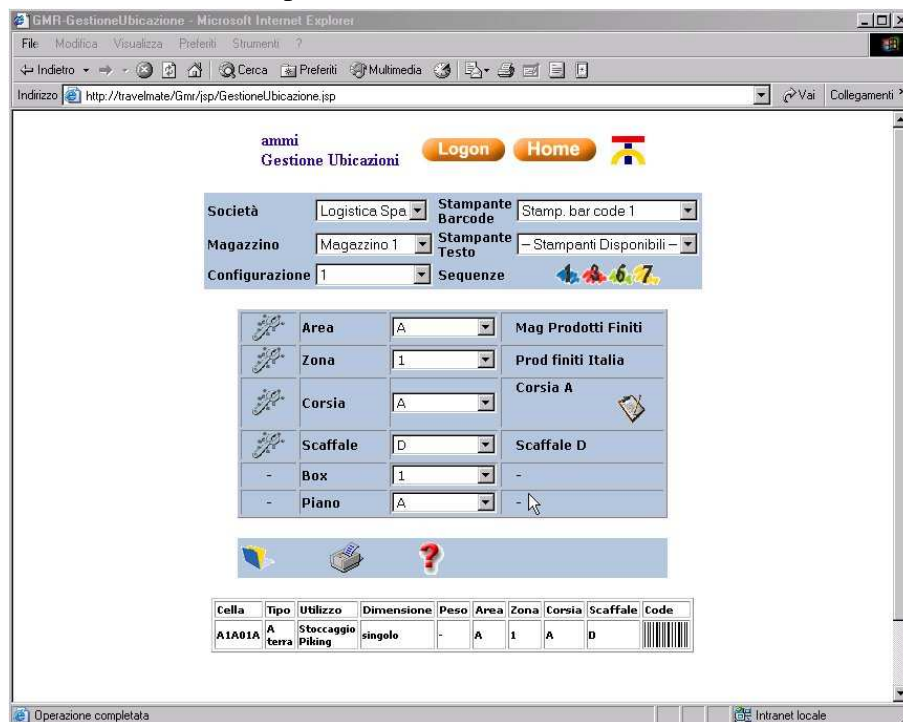 GMR-GestioneUbicazione - Microsoft Internet Explorer
File Modifica Visualizza Preferiti Strumenti ?
Indietro Cerca Preferiti Multimedia
Indirizzo http://travelmate/Gmr/jsp/GestioneUbicazione.jsp Vai Collegamenti »
ammi
Gestione Ubicazioni Logon Home
Società Logistica Spa Stampante Barcode Stamp. bar code 1
Magazzino Magazzino 1 Stampante Testo – Stampanti Disponibili –
Configurazione 1 Sequenze 1 3 6 7
Area A Mag Prodotti Finiti
Zona 1 Prod finiti Italia
Corsia A Corsia A
Scaffale D Scaffale D
- Box 1 -
- Piano A -
?
Cella Tipo Utilizzo Dimensione Peso Area Zona Corsia Scaffale Code
A1A01A A terra Stoccaggio Piking singolo - A 1 A D
Operazione completata Intranet locale